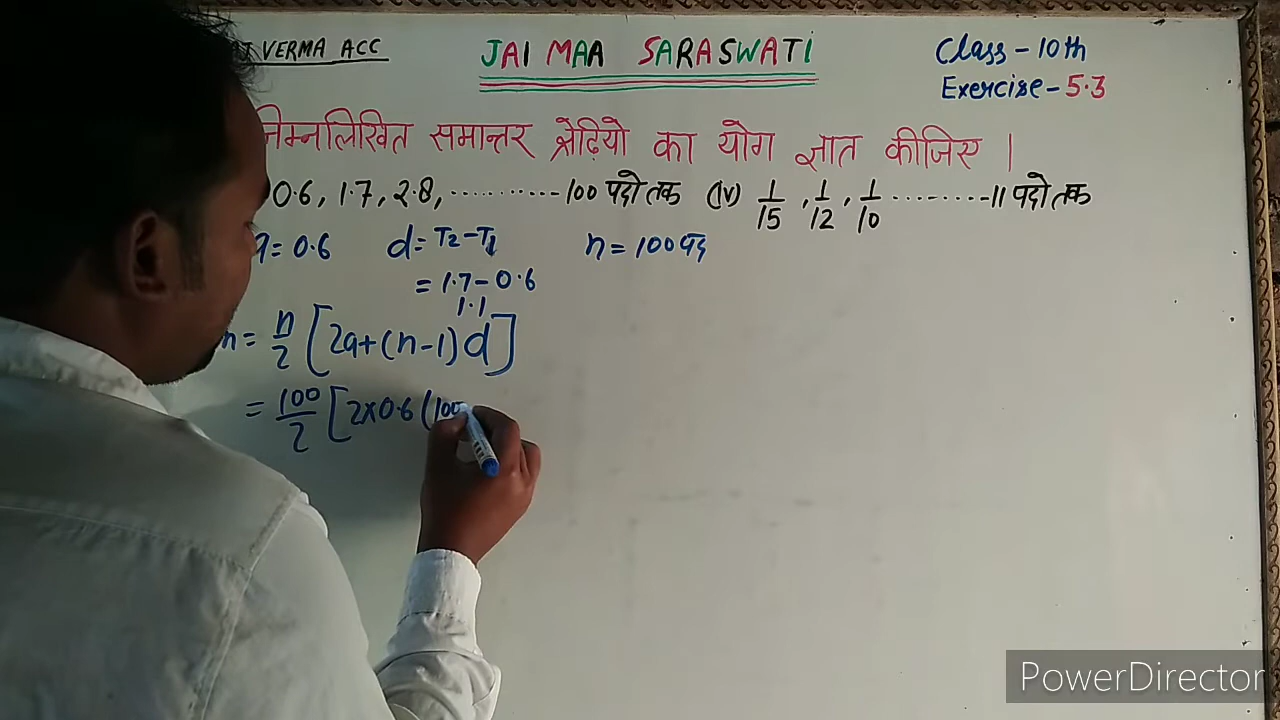 VERMA ACC
JAI MAA SARASWATI
Class - 10th
Exercise - 5.3
निम्नलिखित समान्तर श्रेढ़ियो का योग ज्ञात कीजिए ।
0.6, 1.7, 2.8, ........... 100 पदो तक (iv) 1/15, 1/12, 1/10 ......... 11 पदो तक
a = 0.6 d = T2 - T1 n = 100 पद
= 1.7 - 0.6
1.1
n = n/2 [2a+(n-1)d]
= 100/2 [2×0.6 (100
PowerDirector